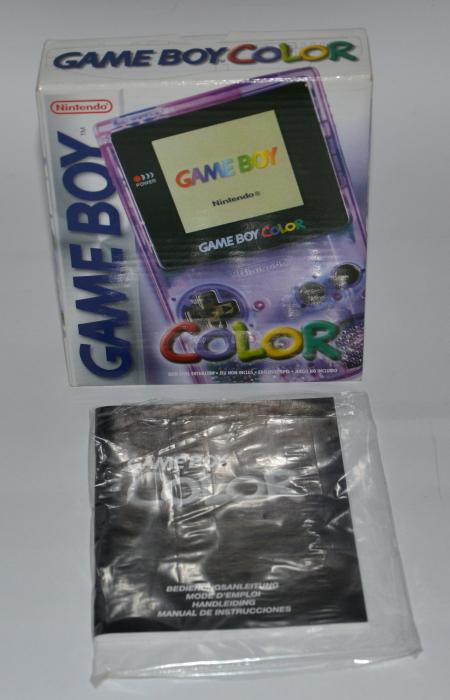 GAME BOY COLOR
Nintendo
GAME BOY
TM
POWER
GAME BOY
Nintendo®
GAME BOY COLOR
COLOR
GAME BOY
COLOR
BEDIENUNGSANLEITUNG
MODE D'EMPLOI
HANDLEIDING
MANUAL DE INSTRUCCIONES